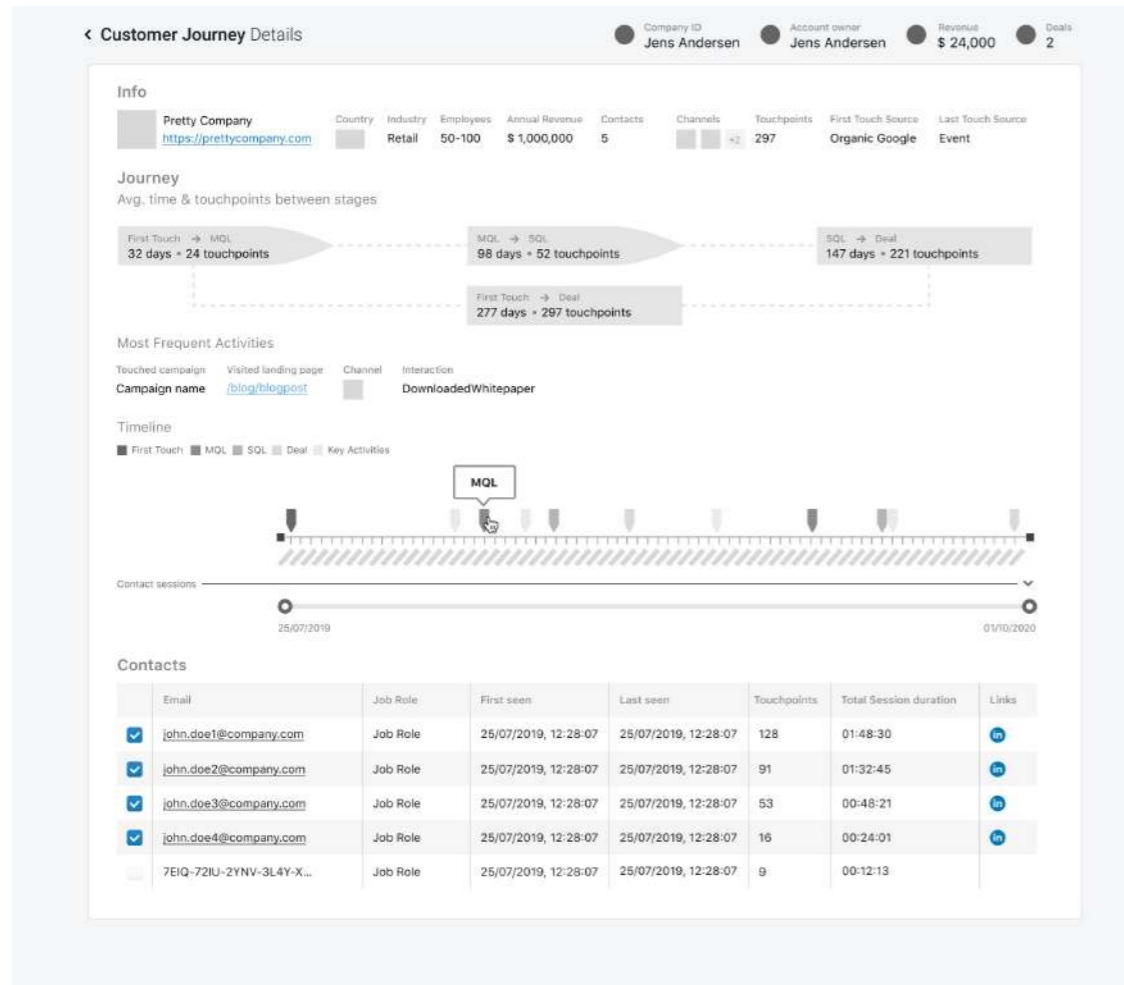 Customer Journey Details
Company ID
Jens Andersen
Account owner
Jens Andersen
Revenue
$ 24,000
Deals
2
Info
Pretty Company
https://prettycompany.com
Country
Industry
Retail
Employees
50-100
Annual Revenue
$ 1,000,000
Contacts
5
Channels
+2
Touchpoints
297
First Touch Source
Organic Google
Last Touch Source
Event
Journey
Avg. time & touchpoints between stages
First Touch → MQL
32 days • 24 touchpoints
MQL → SQL
98 days • 52 touchpoints
SQL → Deal
147 days • 221 touchpoints
First Touch → Deal
277 days • 297 touchpoints
Most Frequent Activities
Touched campaign
Campaign name
Visited landing page
/blog/blogpost
Channel
Interaction
DownloadedWhitepaper
Timeline
First Touch MQL SQL Deal Key Activities
MQL
Contact sessions
25/07/2019
01/10/2020
Contacts
Email Job Role First seen Last seen Touchpoints Total Session duration Links
john.doe1@company.com Job Role 25/07/2019, 12:28:07 25/07/2019, 12:28:07 128 01:48:30 in
john.doe2@company.com Job Role 25/07/2019, 12:28:07 25/07/2019, 12:28:07 91 01:32:45 in
john.doe3@company.com Job Role 25/07/2019, 12:28:07 25/07/2019, 12:28:07 53 00:48:21 in
john.doe4@company.com Job Role 25/07/2019, 12:28:07 25/07/2019, 12:28:07 16 00:24:01 in
7EIQ-72IU-2YNV-3L4Y-X... Job Role 25/07/2019, 12:28:07 25/07/2019, 12:28:07 9 00:12:13